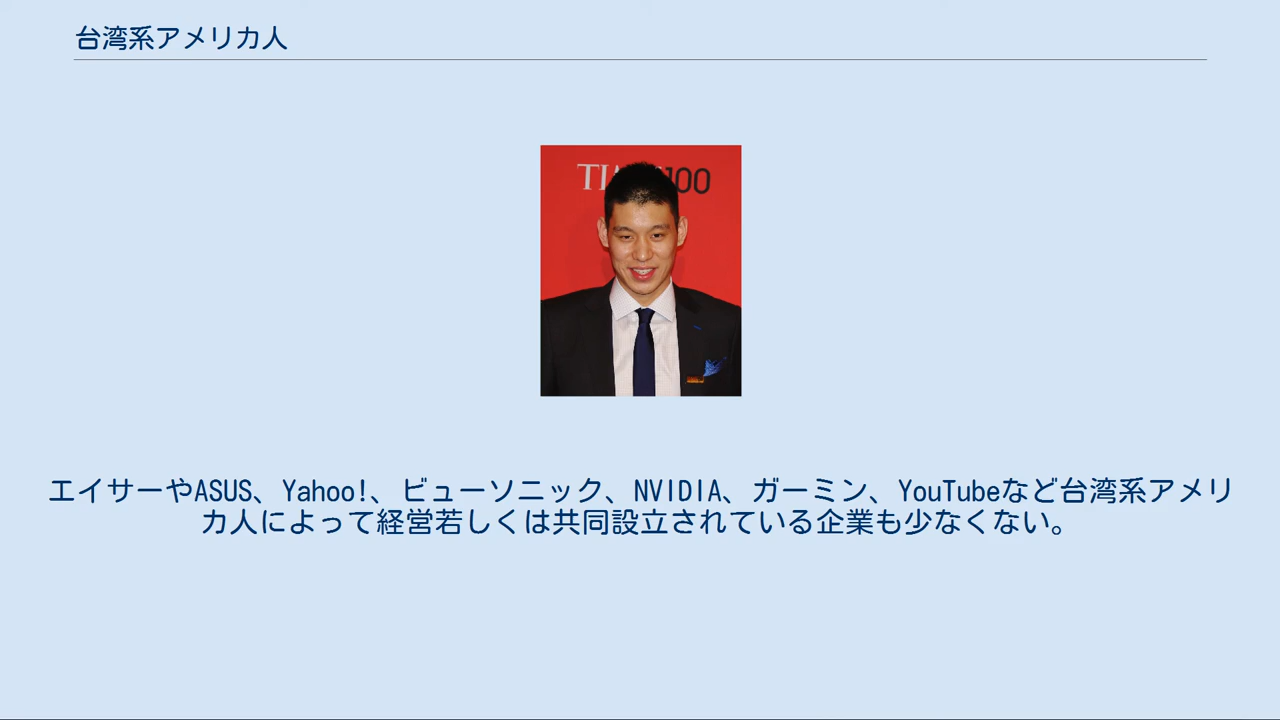 台湾系アメリカ人
TI 100
エイサーやASUS、Yahoo!、ビューソニック、NVIDIA、ガーミン、YouTubeなど台湾系アメリ
カ人によって経営若しくは共同設立されている企業も少なくない。